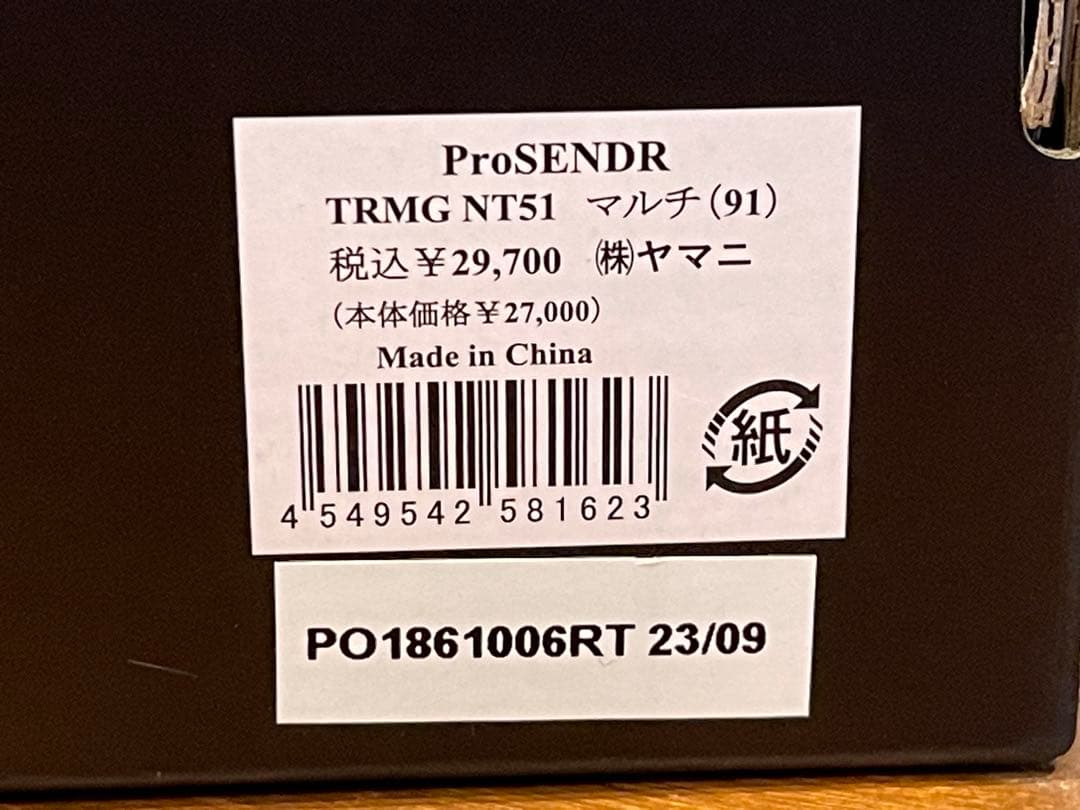 ProSENDR
TRMG NT51 マルチ(91)
税込￥29,700 ㈱ヤマニ
(本体価格￥27,000)
Made in China
紙
4 549542 581623
PO1861006RT 23/09